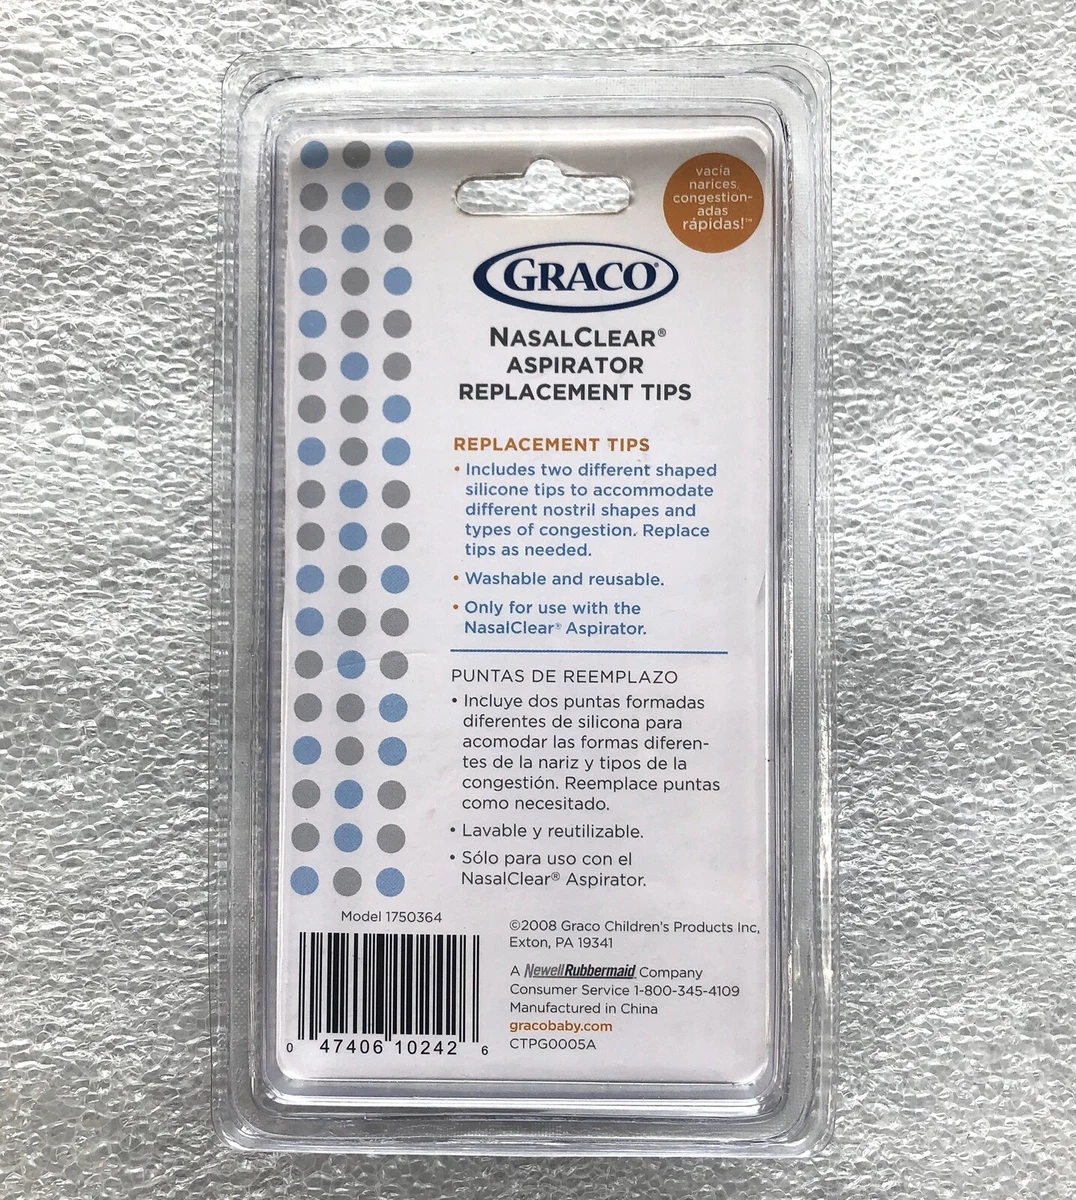 vacía
narices,
congestion-
adas
rápidas!™
GRACO®
NASALCLEAR®
ASPIRATOR
REPLACEMENT TIPS
REPLACEMENT TIPS
• Includes two different shaped
silicone tips to accommodate
different nostril shapes and
types of congestion. Replace
tips as needed.
• Washable and reusable.
• Only for use with the
NasalClear® Aspirator.
PUNTAS DE REEMPLAZO
• Incluye dos puntas formadas
diferentes de silicona para
acomodar las formas diferen-
tes de la nariz y tipos de la
congestión. Reemplace puntas
como necesitado.
• Lavable y reutilizable.
• Sólo para uso con el
NasalClear® Aspirator.
Model 1750364
0 47406 10242 6
©2008 Graco Children's Products Inc,
Exton, PA 19341
A Newell Rubbermaid Company
Consumer Service 1-800-345-4109
Manufactured in China
gracobaby.com
CTPG0005A